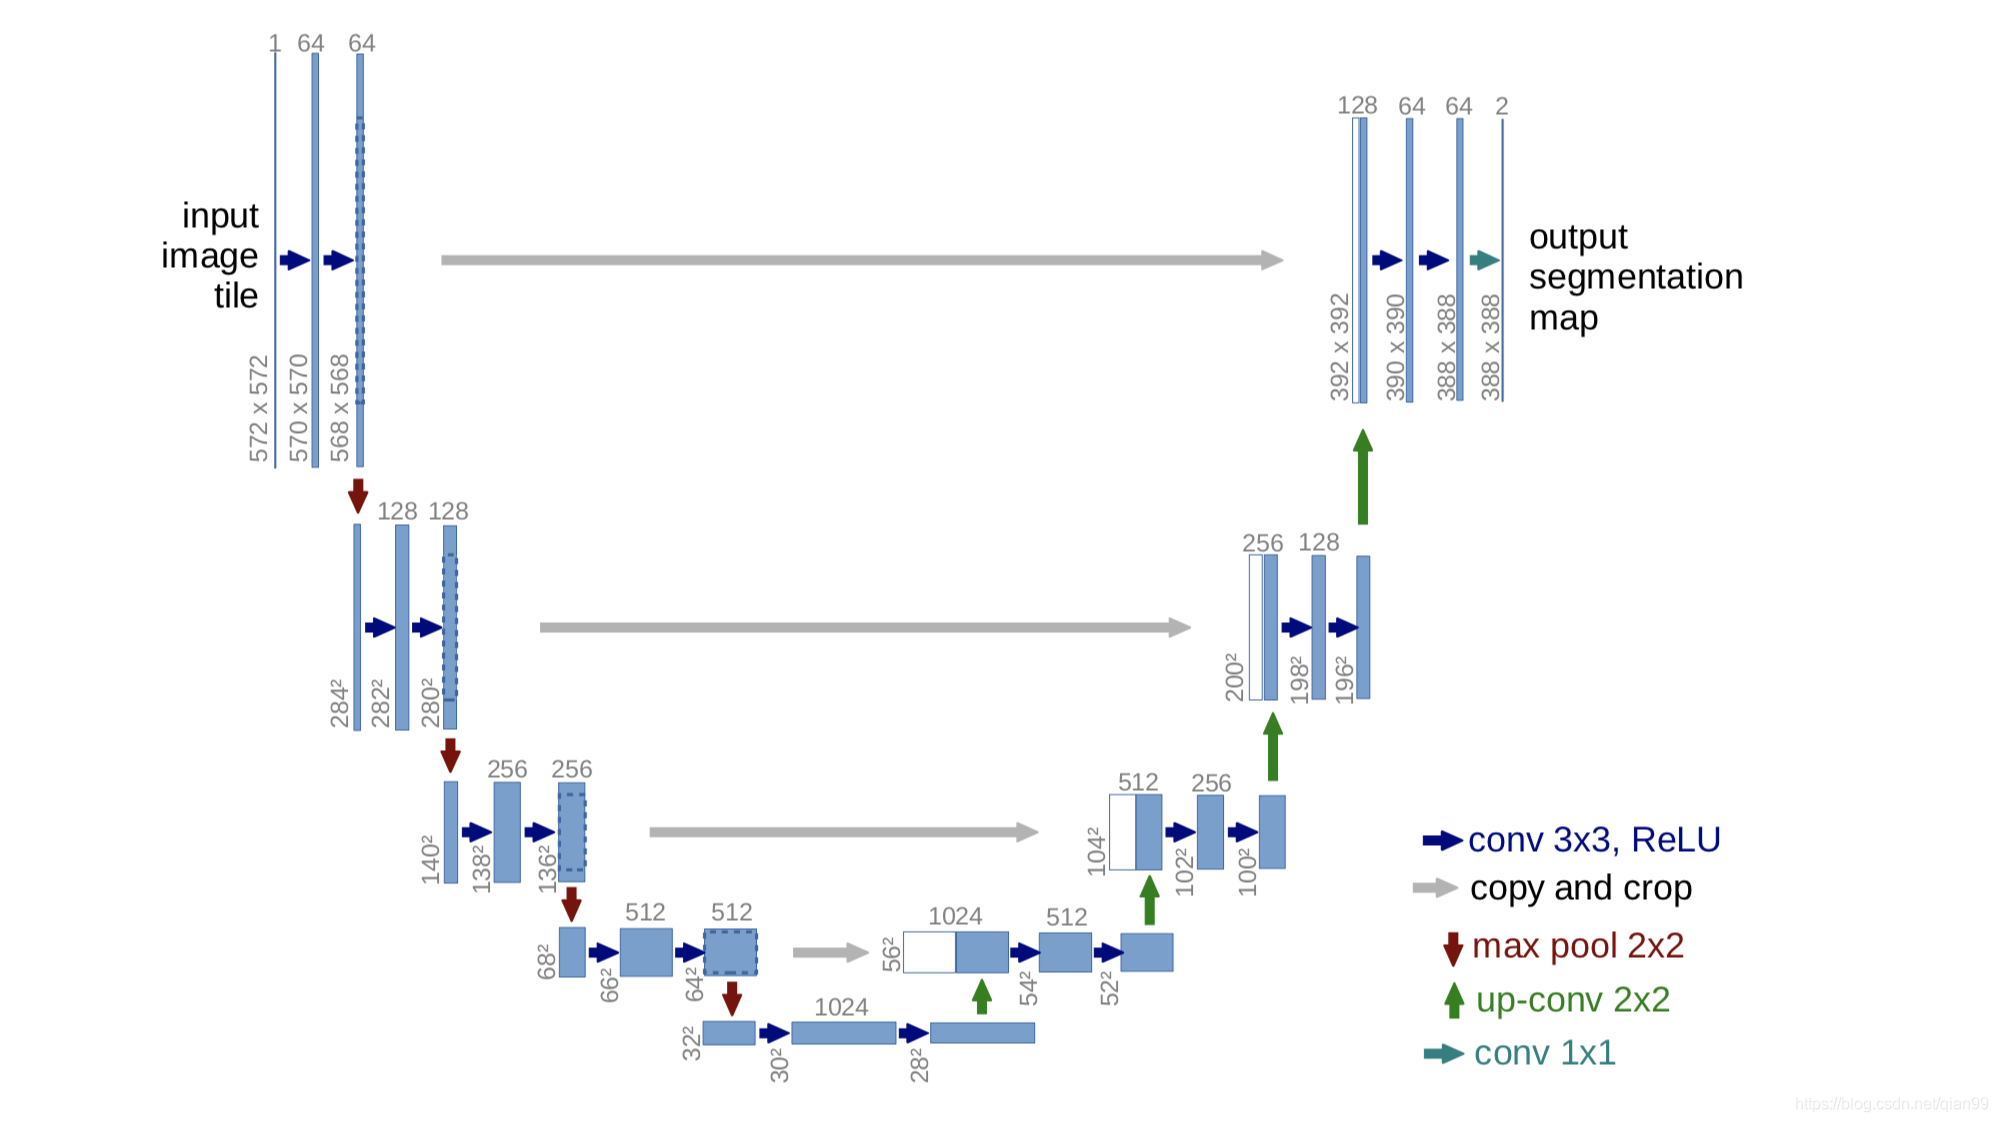 1 64 64
128 64 64 2
input
image
tile
output
segmentation
map
572 x 572
570 x 570
568 x 568
392 x 392
390 x 390
388 x 388
388 x 388
128 128
256 128
284²
282²
280²
200²
198²
196²
256 256
512 256
140²
138²
136²
104²
102²
100²
512 512
1024 512
68²
66²
64²
56²
54²
52²
1024
32²
30²
28²
conv 3x3, ReLU
copy and crop
max pool 2x2
up-conv 2x2
conv 1x1
https://blog.csdn.net/qian99